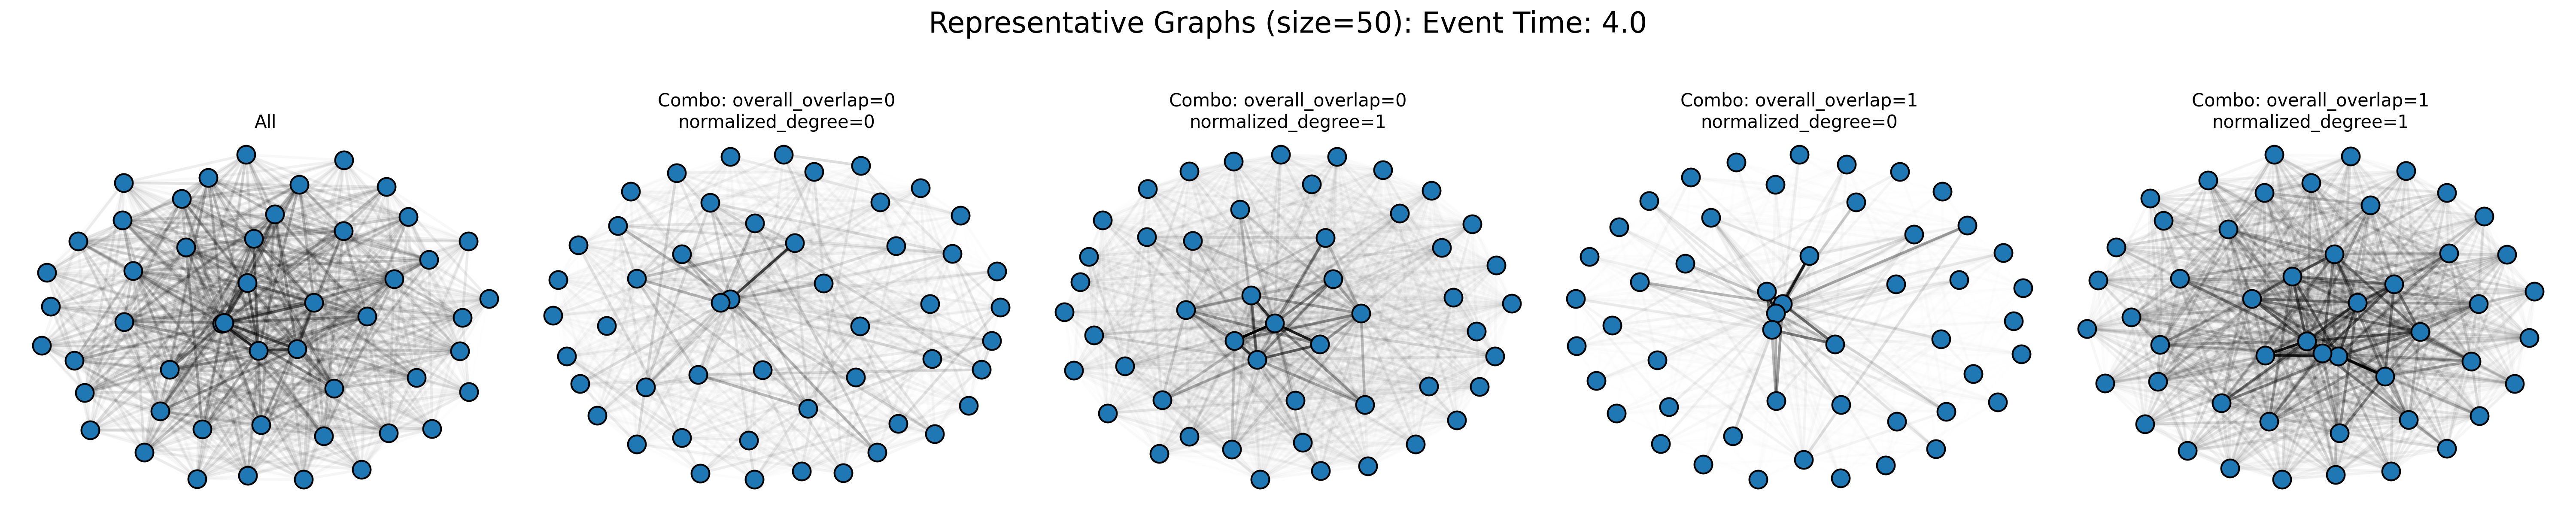 Representative Graphs (size=50): Event Time: 4.0
All
Combo: overall_overlap=0
normalized_degree=0
Combo: overall_overlap=0
normalized_degree=1
Combo: overall_overlap=1
normalized_degree=0
Combo: overall_overlap=1
normalized_degree=1